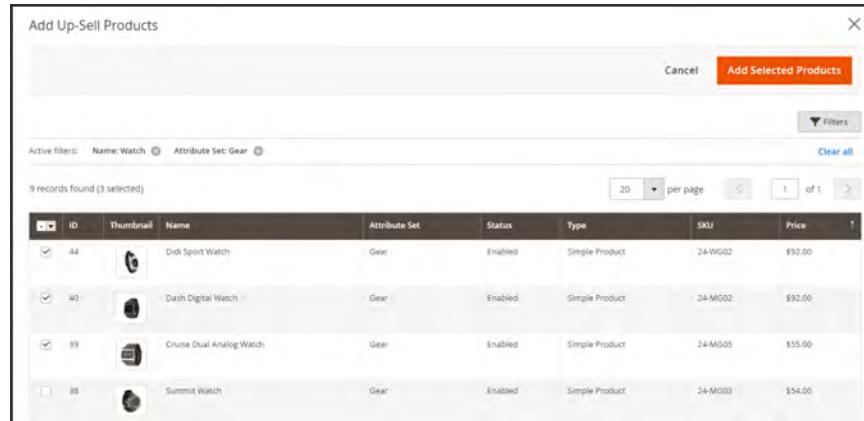 Add Up-Sell Products
Cancel Add Selected Products
Filters
Active filters: Name: Watch Attribute Set: Gear Clear all
9 records found (3 selected) 20 per page 1 of 1
ID Thumbnail Name Attribute Set Status Type SKU Price ↑
44 Didi Sport Watch Gear Enabled Simple Product 24-WG02 $92.00
40 Dash Digital Watch Gear Enabled Simple Product 24-MG02 $92.00
39 Cruise Dual Analog Watch Gear Enabled Simple Product 24-MG05 $55.00
38 Summit Watch Gear Enabled Simple Product 24-MG03 $54.00